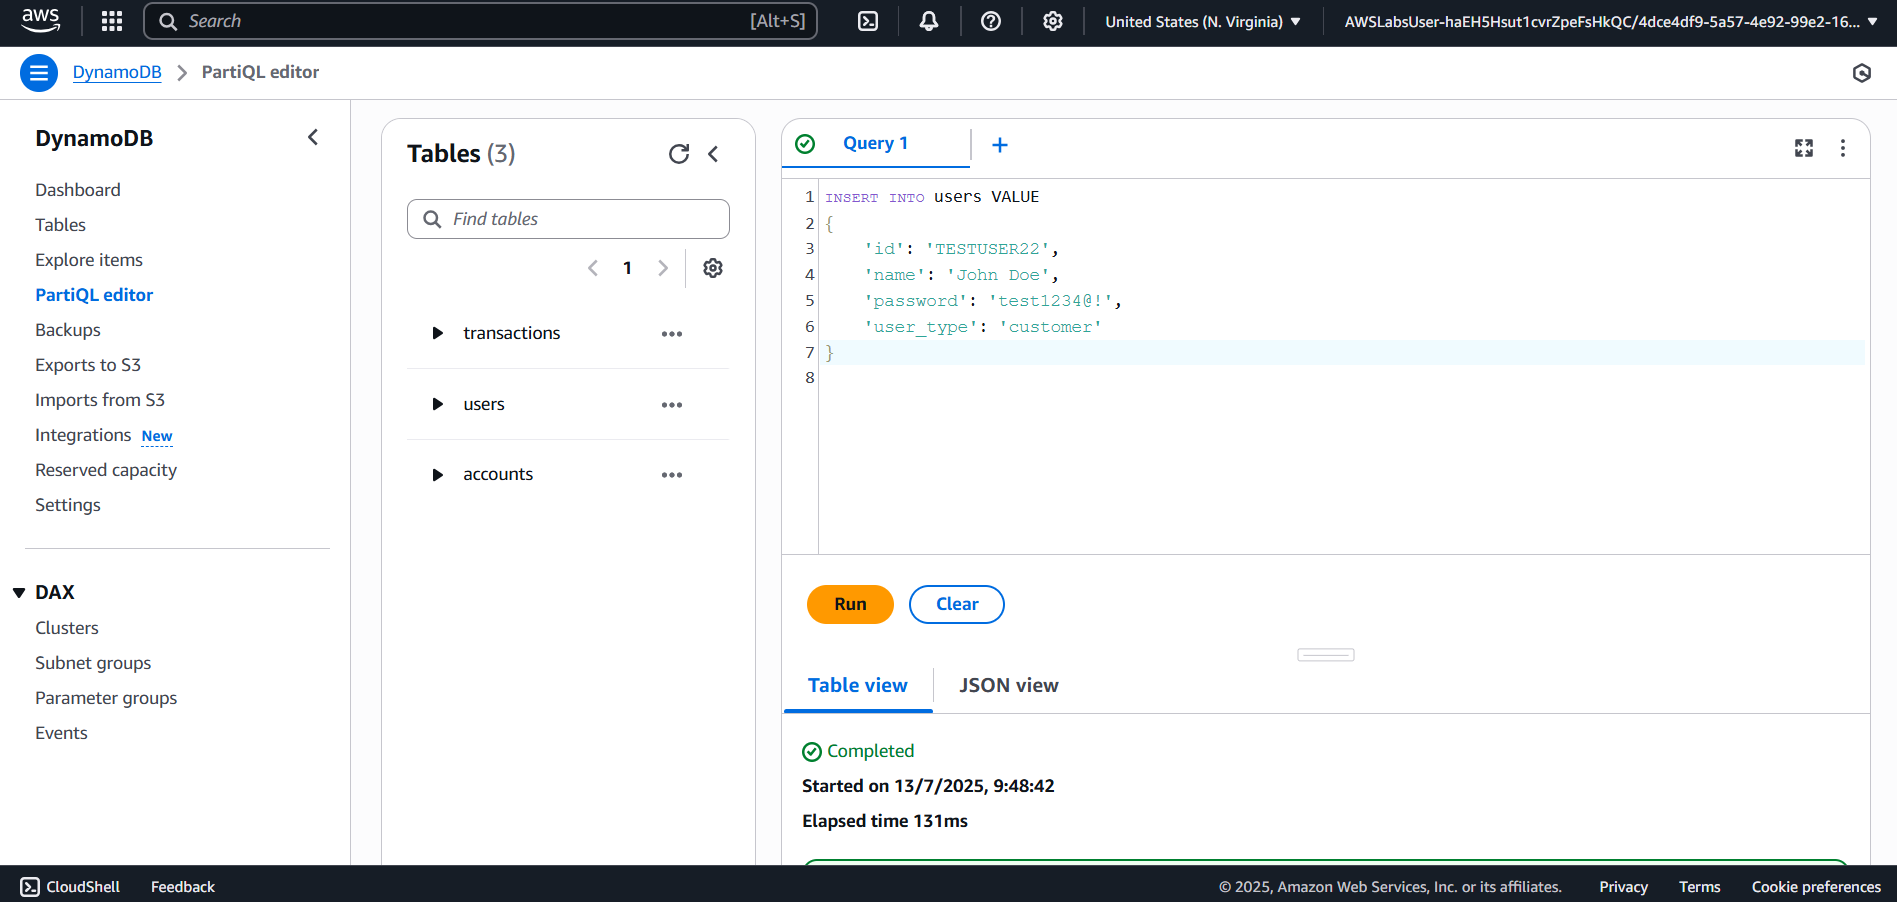 aws
Search [Alt+S]
United States (N. Virginia) ▼
AWSLabsUser-haEH5Hsut1cvrZpeFsHkQC/4dce4df9-5a57-4e92-99e2-16... ▼
DynamoDB > PartiQL editor
DynamoDB
Dashboard
Tables
Explore items
PartiQL editor
Backups
Exports to S3
Imports from S3
Integrations New
Reserved capacity
Settings
DAX
Clusters
Subnet groups
Parameter groups
Events
Tables (3)
Find tables
1
transactions
users
accounts
Query 1
1 INSERT INTO users VALUE
2 {
3     'id': 'TESTUSER22',
4     'name': 'John Doe',
5     'password': 'test1234@!',
6     'user_type': 'customer'
7 }
8
Run
Clear
Table view
JSON view
Completed
Started on 13/7/2025, 9:48:42
Elapsed time 131ms
CloudShell
Feedback
© 2025, Amazon Web Services, Inc. or its affiliates.
Privacy
Terms
Cookie preferences